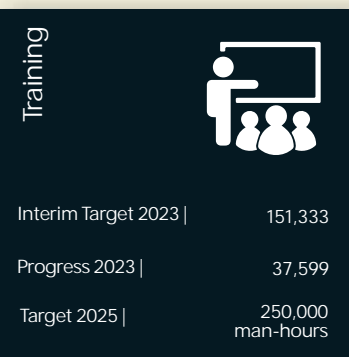 Training
Interim Target 2023 | 151,333
Progress 2023 | 37,599
Target 2025 | 250,000
man-hours